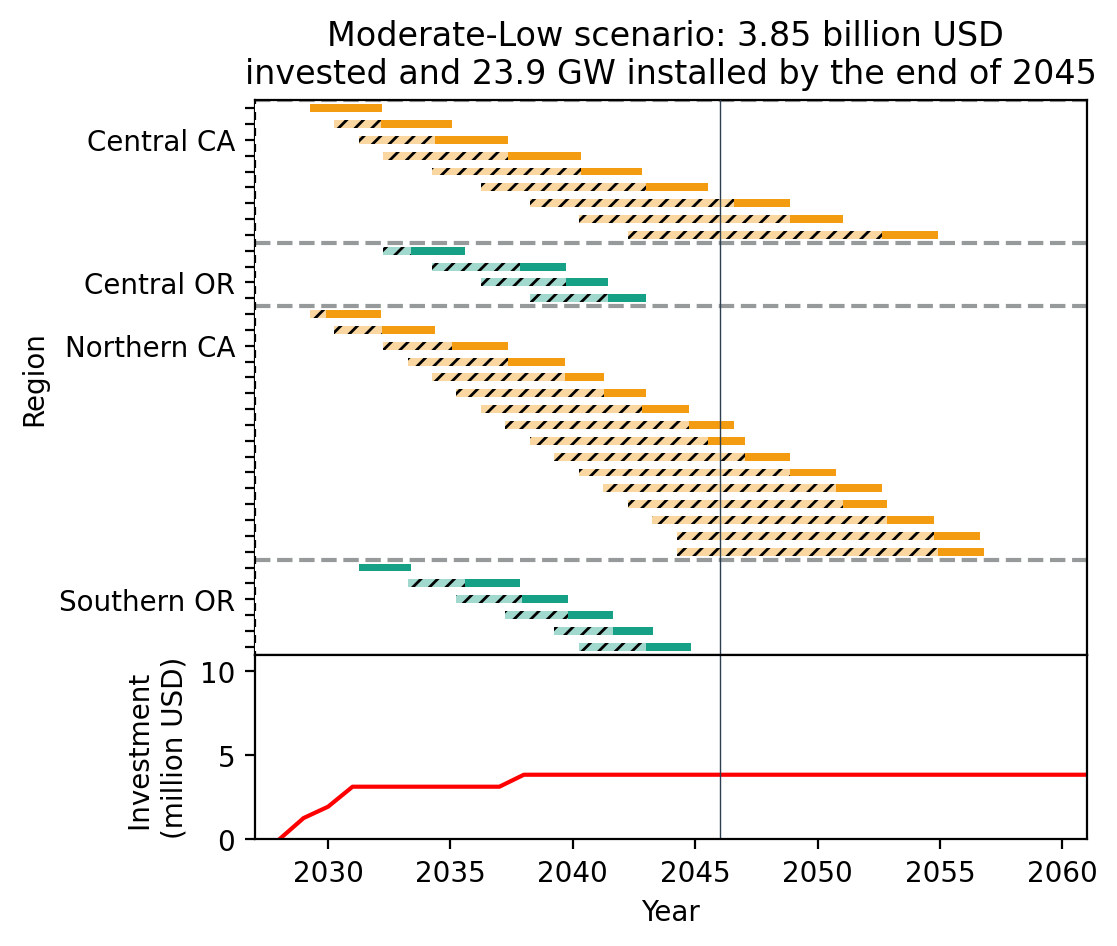 Moderate-Low scenario: 3.85 billion USD
invested and 23.9 GW installed by the end of 2045
Region
Central CA
Central OR
Northern CA
Southern OR
Investment
(million USD)
10
5
0
2030 2035 2040 2045 2050 2055 2060
Year